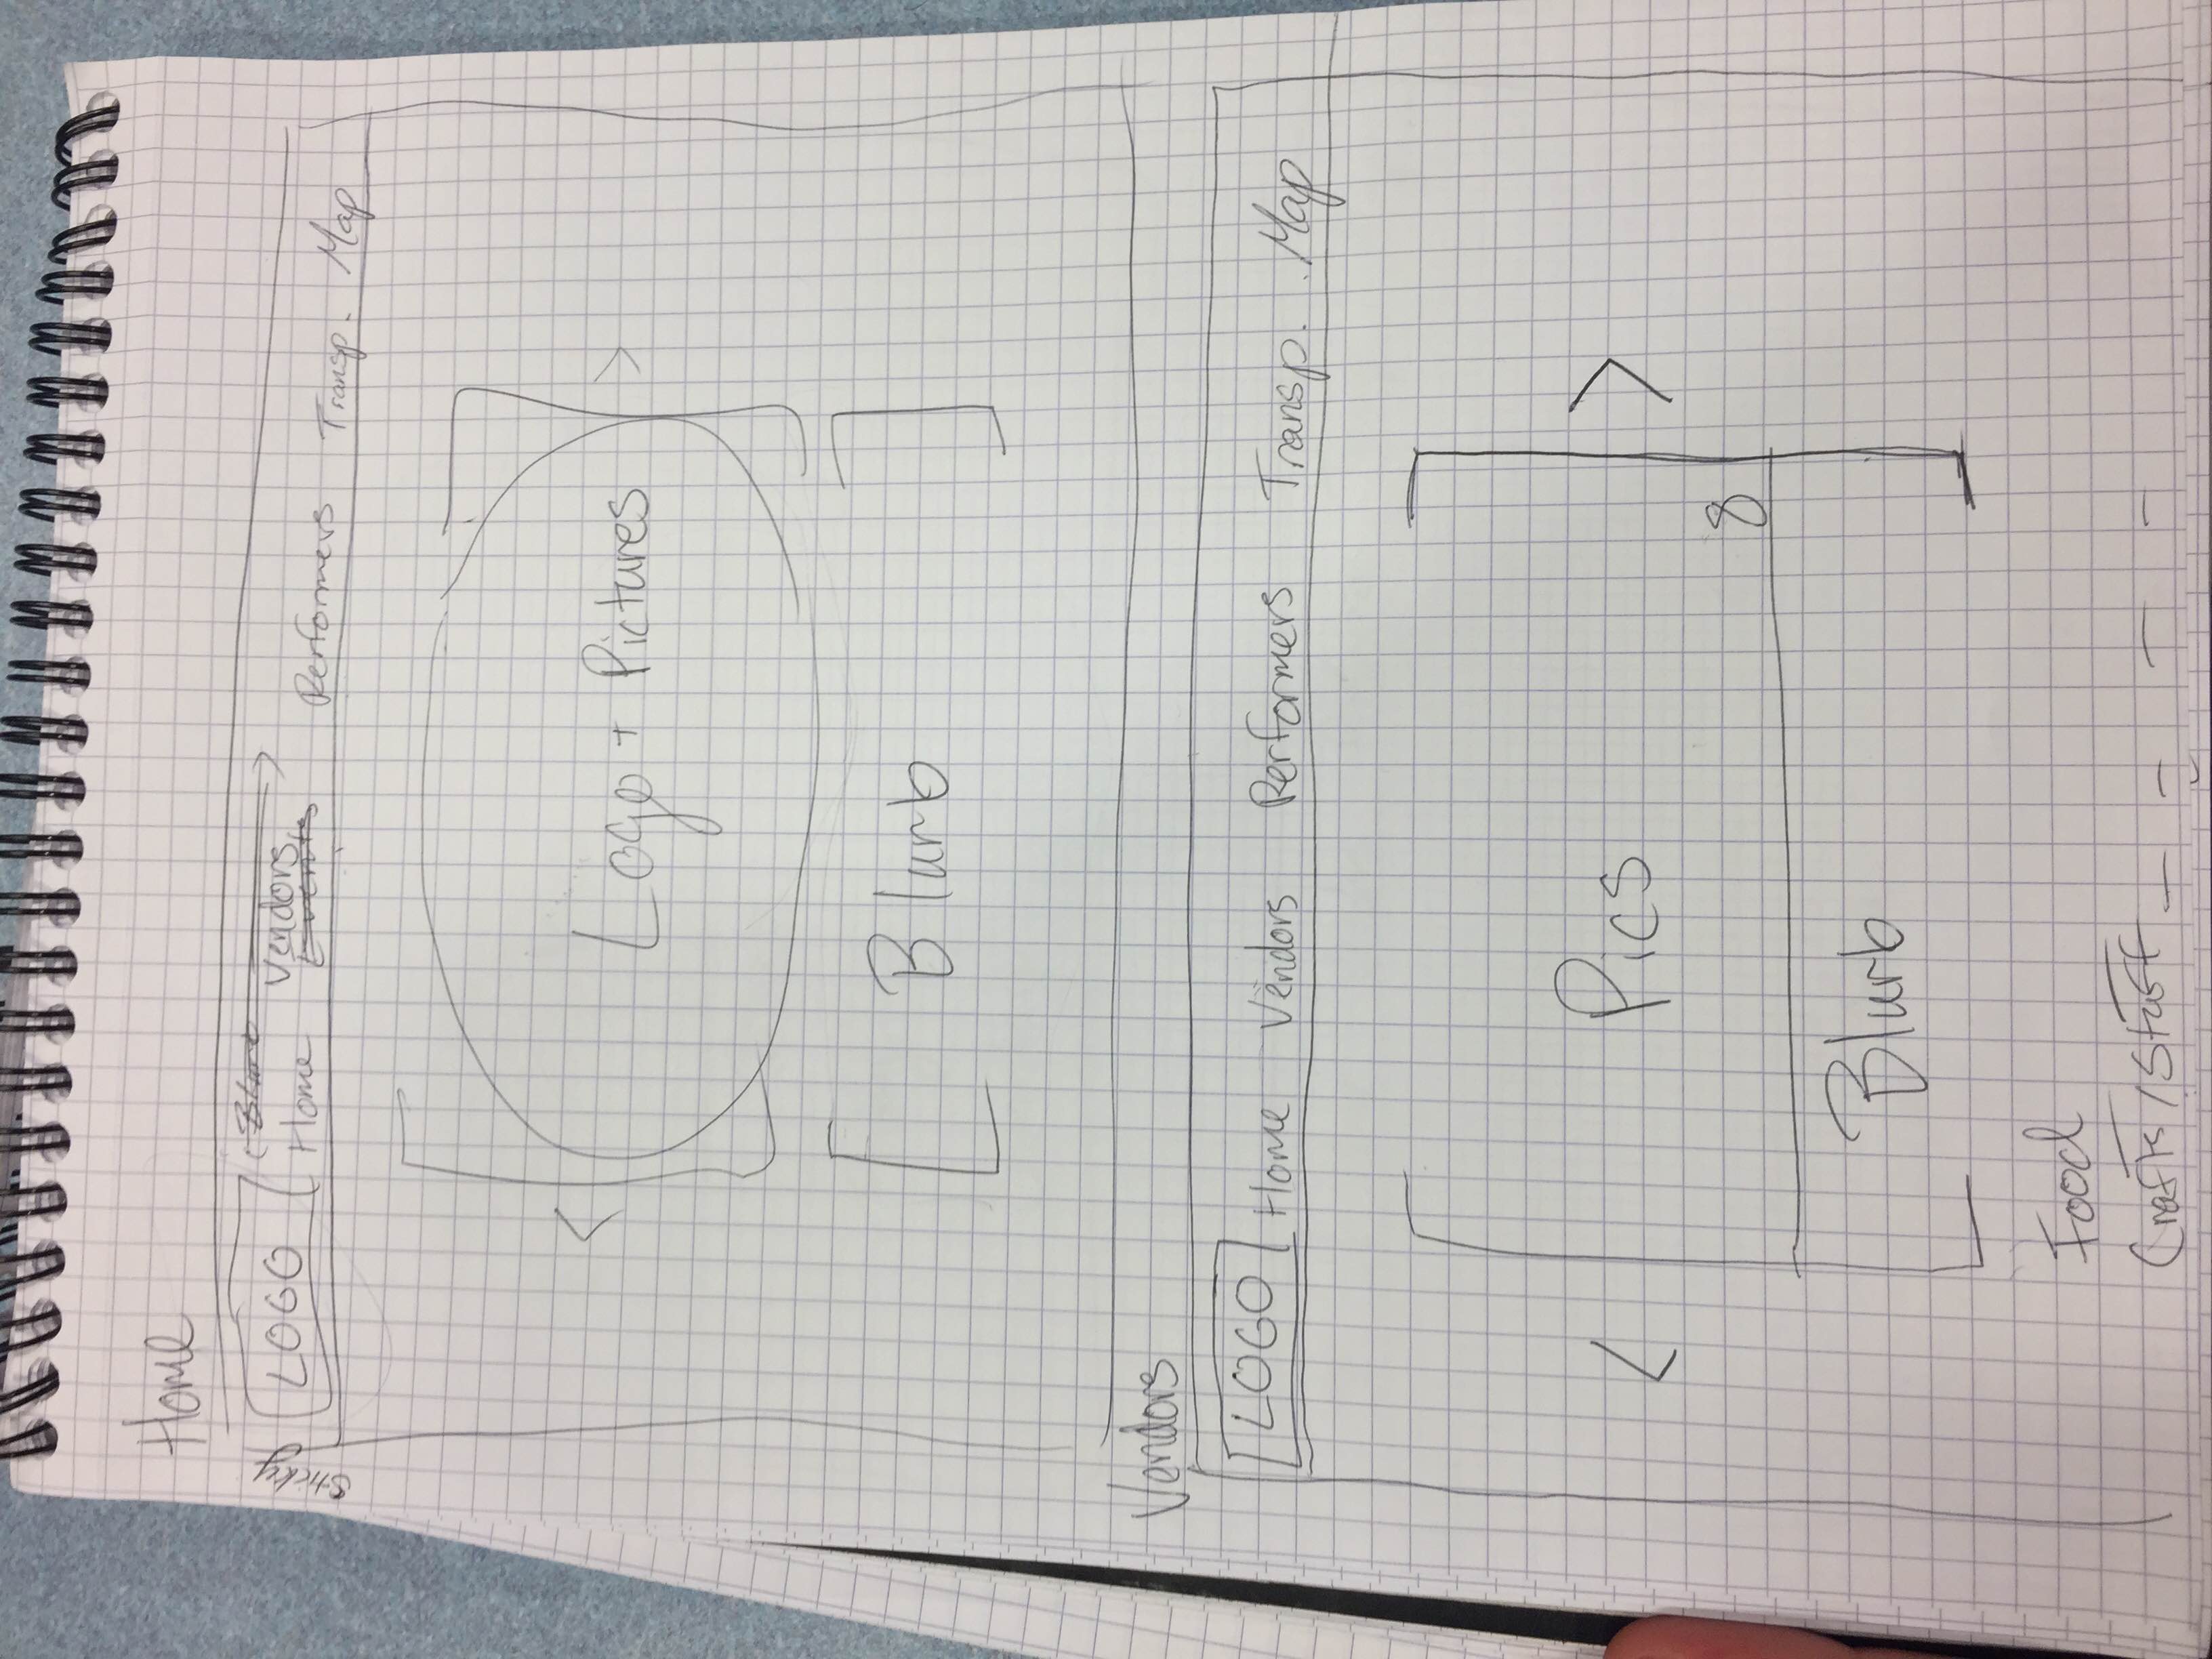 Home
Sticky
LOGO
Blurb
Home Vendors Performers Transp. Map
Events
< Logo + Pictures >
Blurb
Vendors
LOGO Home Vendors Performers Transp. Map
< Pics >
8
Blurb
Food
Crafts/Stuff